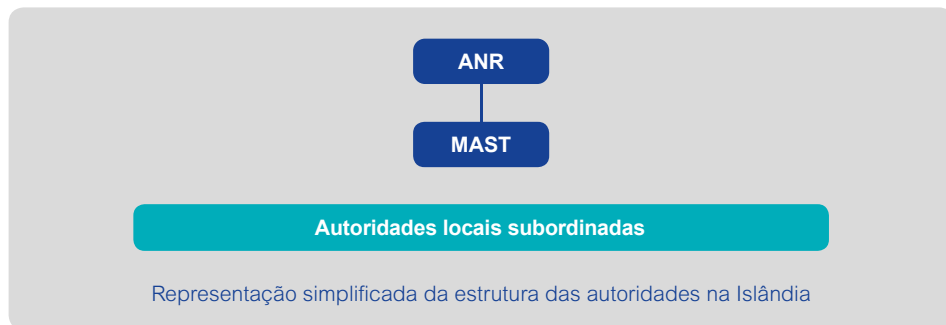 ANR
MAST
Autoridades locais subordinadas
Representação simplificada da estrutura das autoridades na Islândia